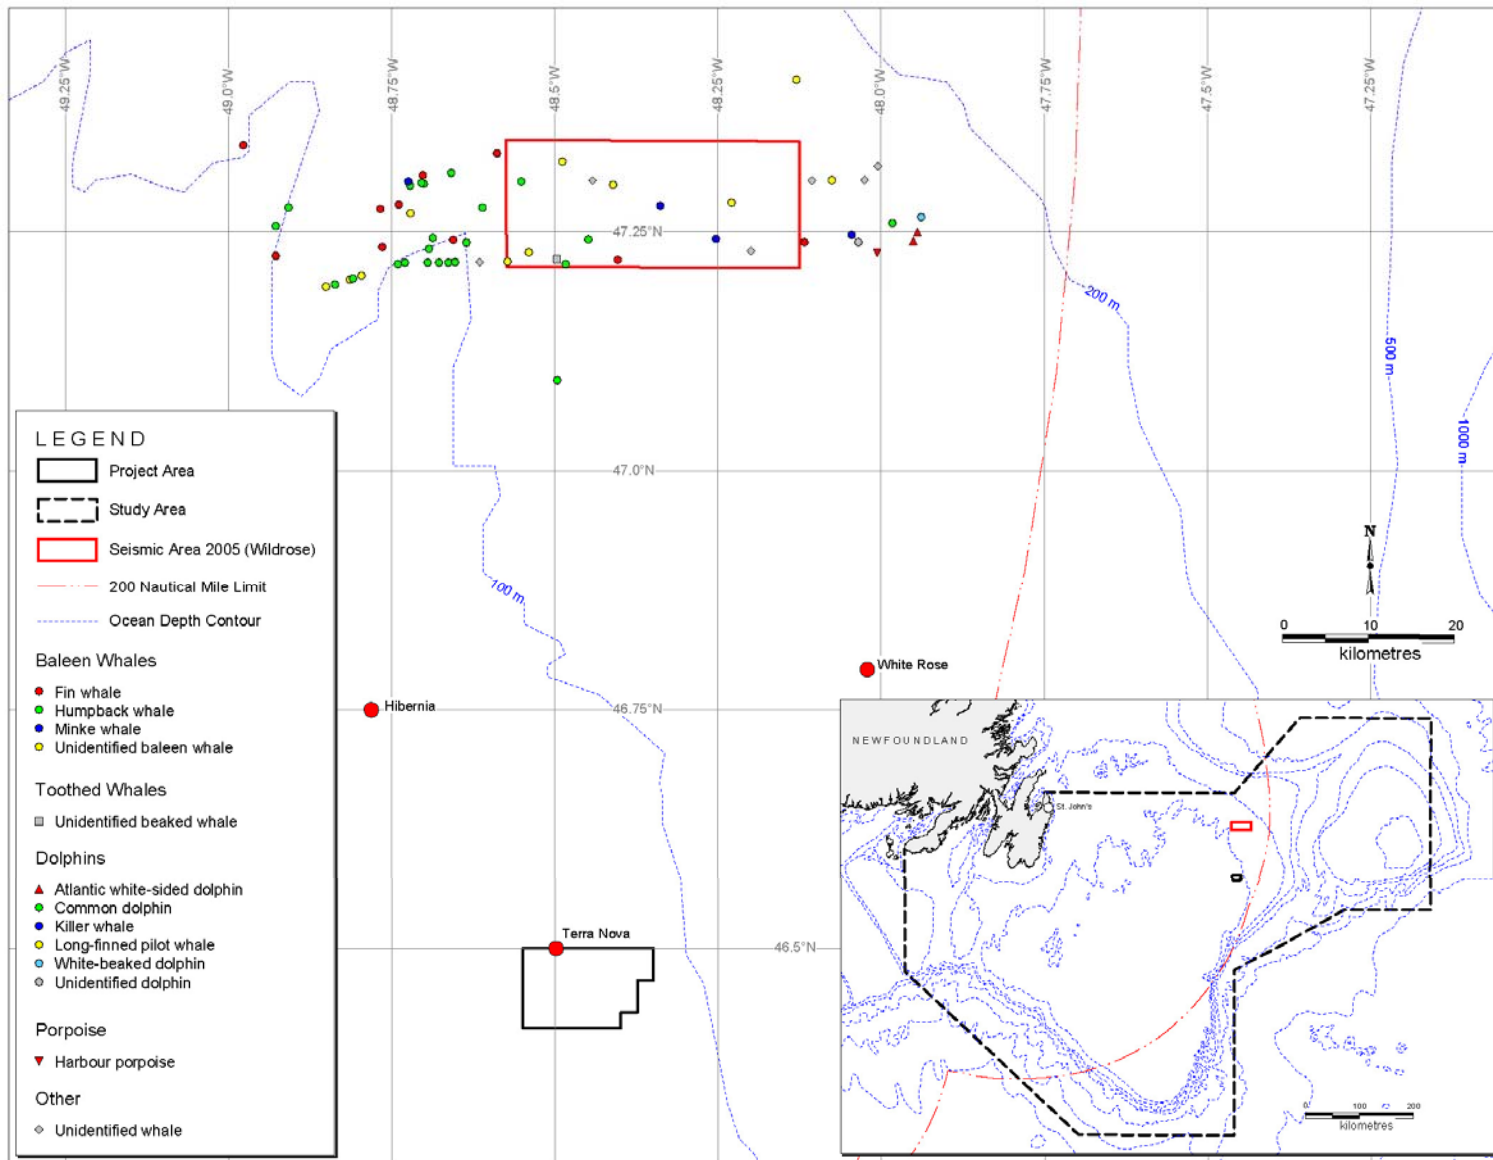 49.25°W
49.0°W
48.75°W
48.5°W
48.25°W
48.0°W
47.75°W
47.5°W
47.25°W
47.25°N
200 m
500 m
1000 m
47.0°N
100 m
46.75°N
46.5°N
White Rose
Hibernia
Terra Nova
N
0 10 20
kilometres
LEGEND
Project Area
Study Area
Seismic Area 2005 (Wildrose)
200 Nautical Mile Limit
Ocean Depth Contour
Baleen Whales
Fin whale
Humpback whale
Minke whale
Unidentified baleen whale
Toothed Whales
Unidentified beaked whale
Dolphins
Atlantic white-sided dolphin
Common dolphin
Killer whale
Long-finned pilot whale
White-beaked dolphin
Unidentified dolphin
Porpoise
Harbour porpoise
Other
Unidentified whale
NEWFOUNDLAND
St. John's
0 100 200
kilometres